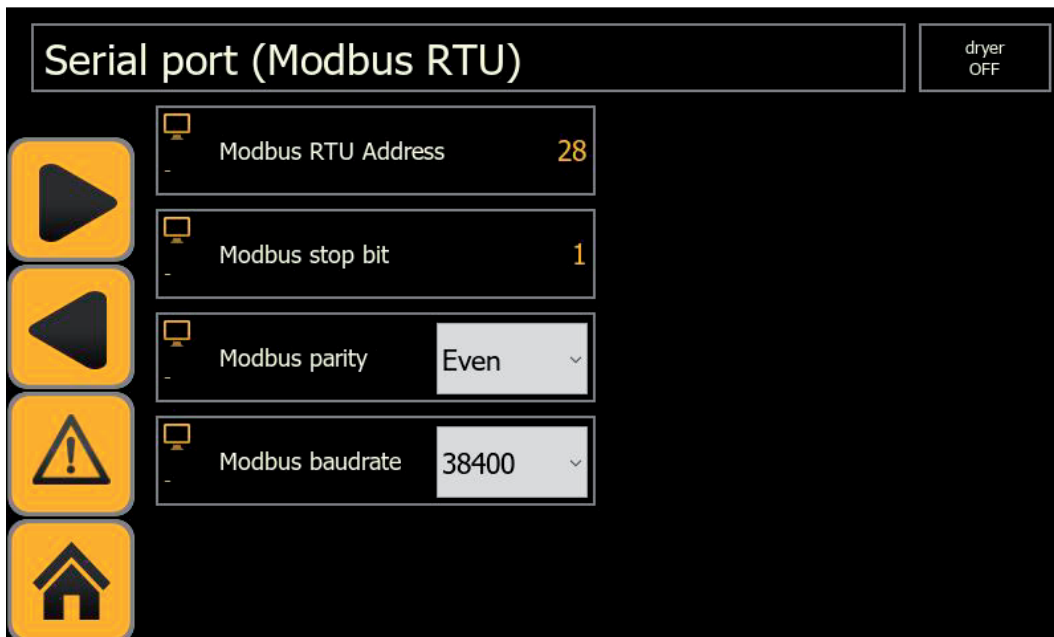 Serial port (Modbus RTU)
dryer
OFF
Modbus RTU Address 28
-
Modbus stop bit 1
-
Modbus parity Even
-
Modbus baudrate 38400
-